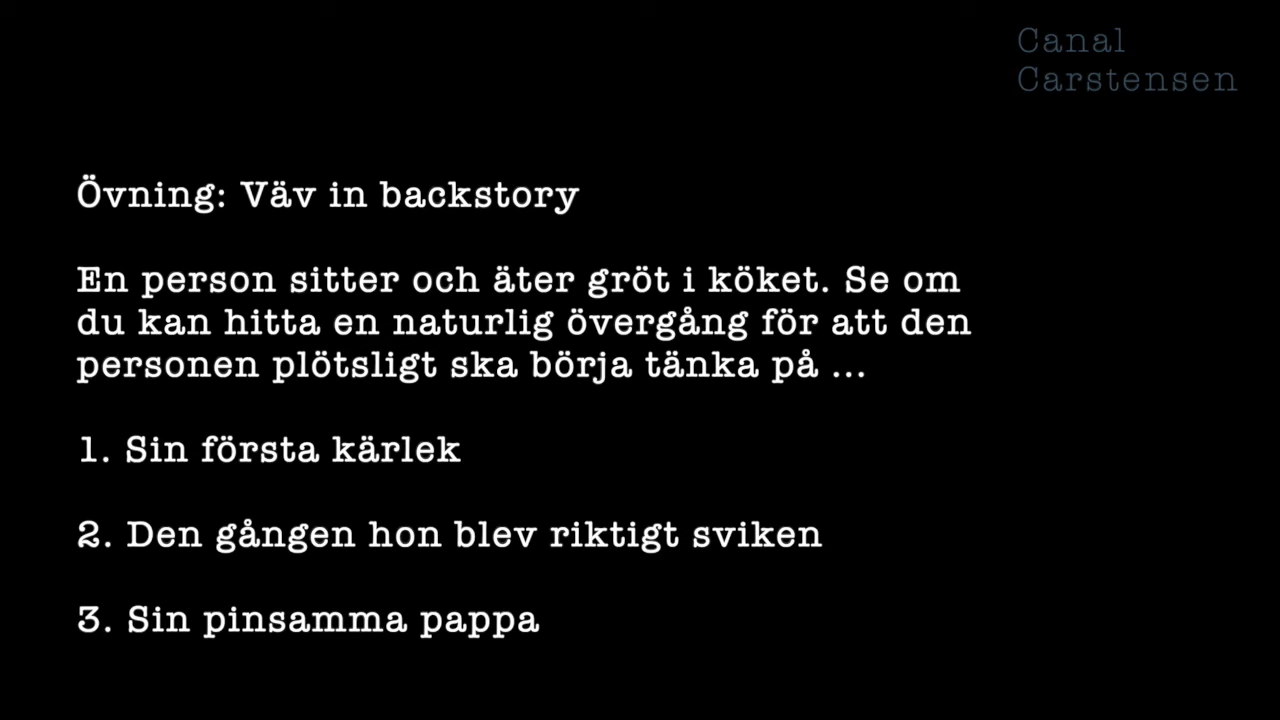 Canal
Carstensen
Övning: Väv in backstory
En person sitter och äter gröt i köket. Se om
du kan hitta en naturlig övergång för att den
personen plötsligt ska börja tänka på ...
1. Sin första kärlek
2. Den gången hon blev riktigt sviken
3. Sin pinsamma pappa